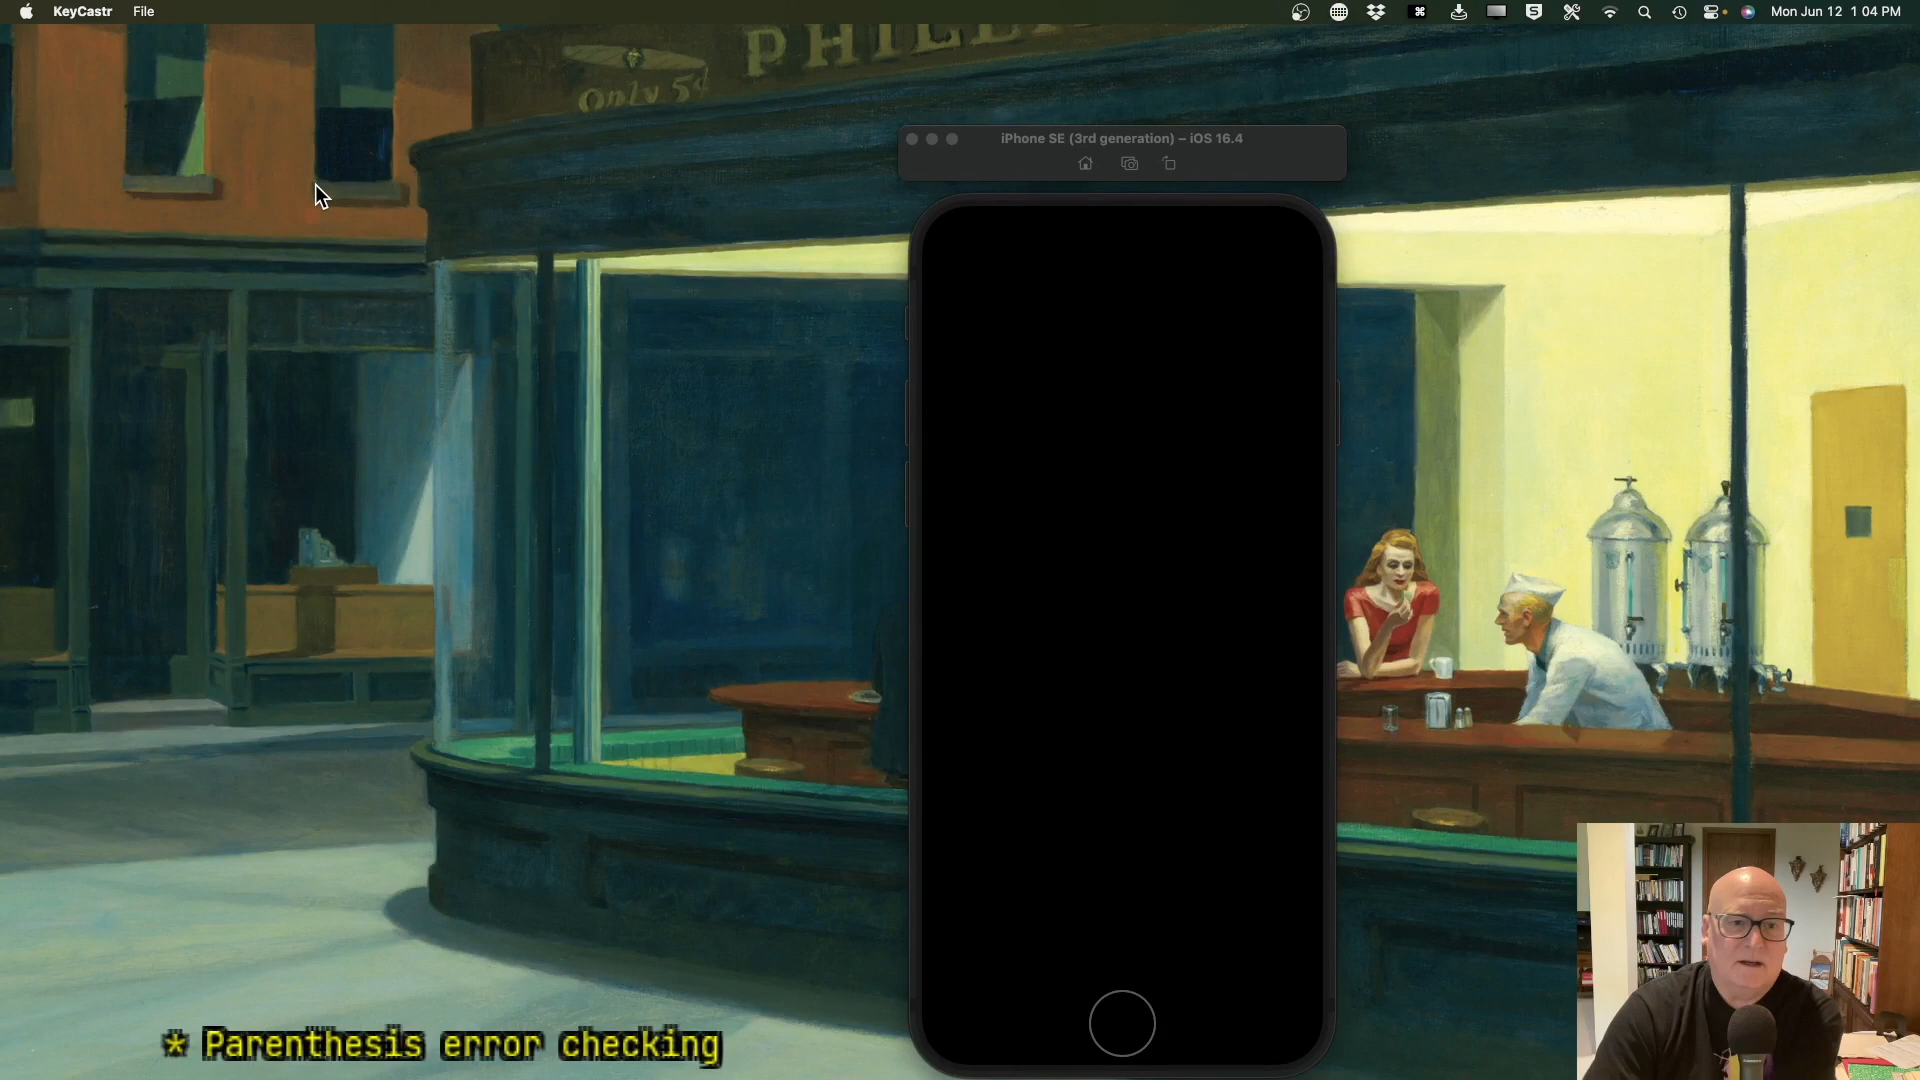 KeyCastr File Mon Jun 12 1 04 PM
PHILL
Only 5¢
iPhone SE (3rd generation) – iOS 16.4
* Parenthesis error checking